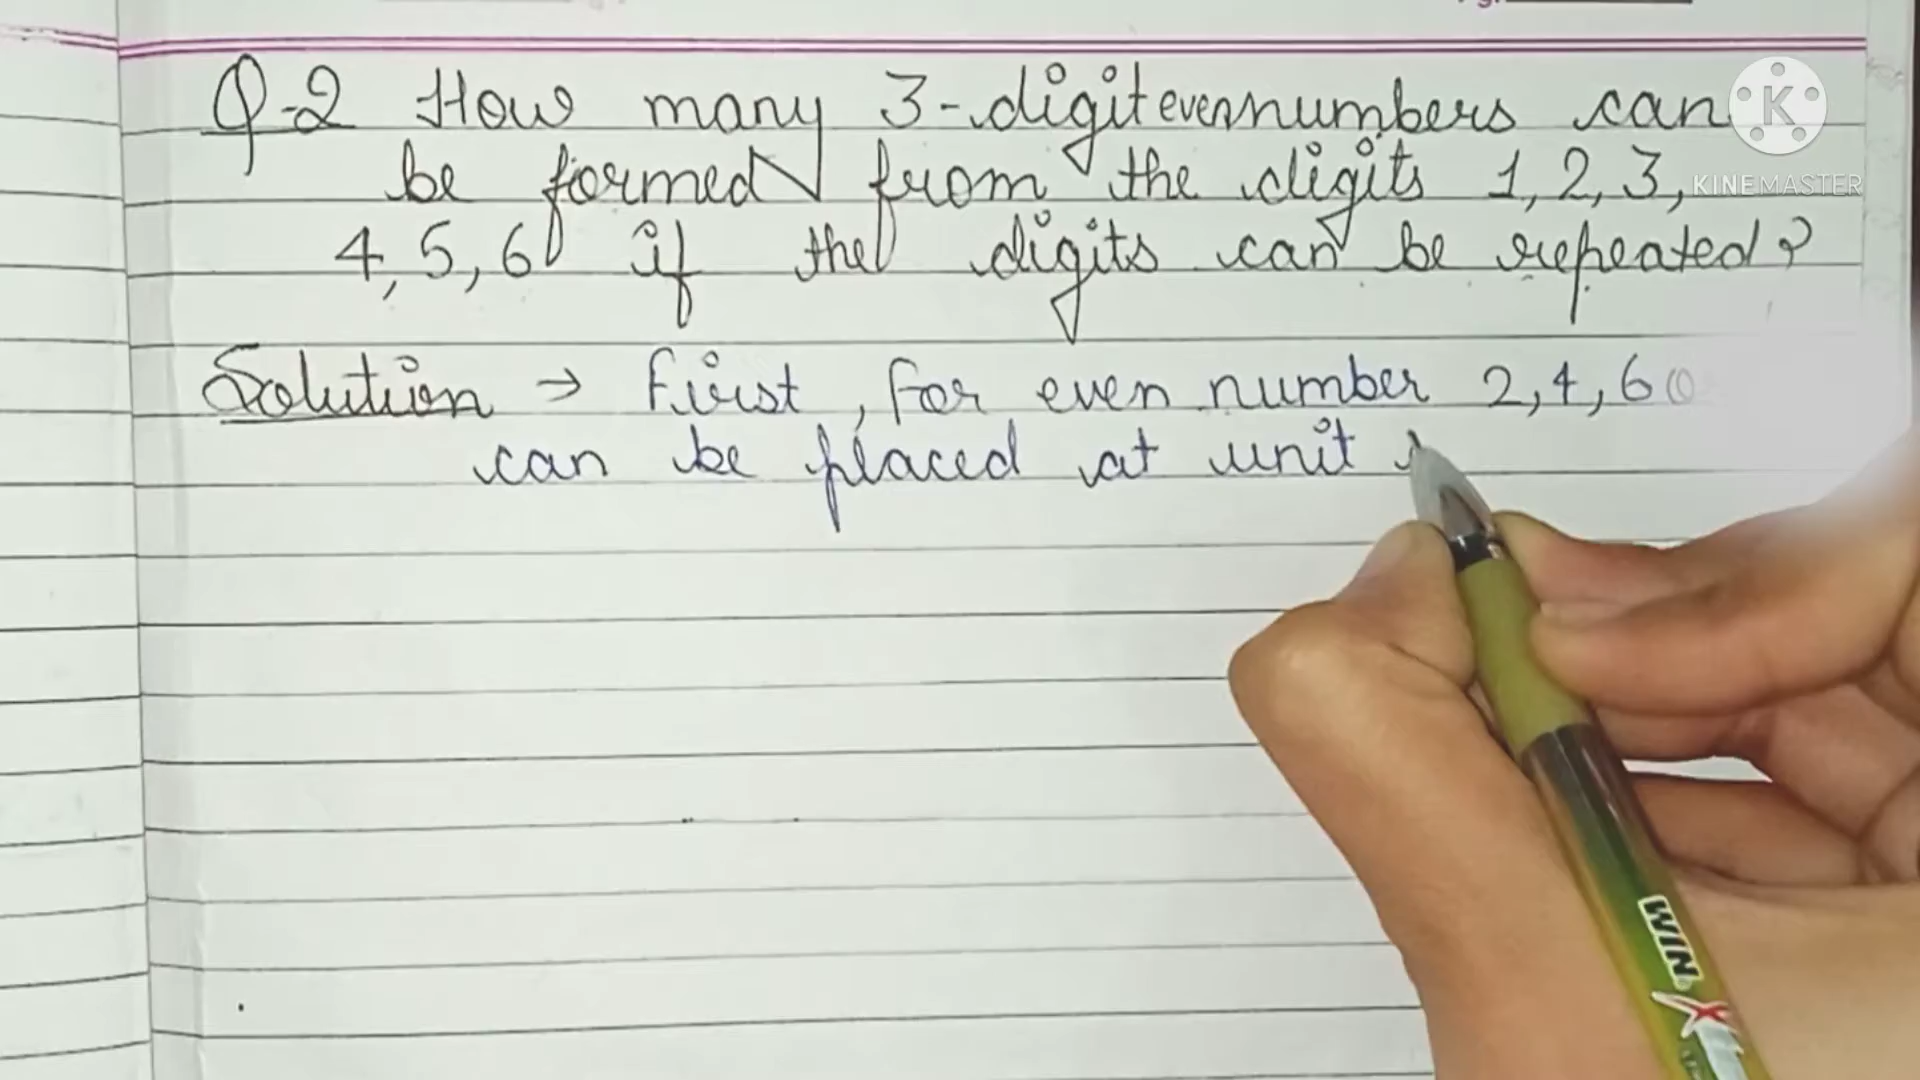 Q-2 How many 3-digit even numbers can
be formed from the digits 1, 2, 3,
4, 5, 6 if the digits can be repeated?
Solution → First, for even number 2, 4, 6
can be placed at unit
K
KINEMASTER
WIN
X